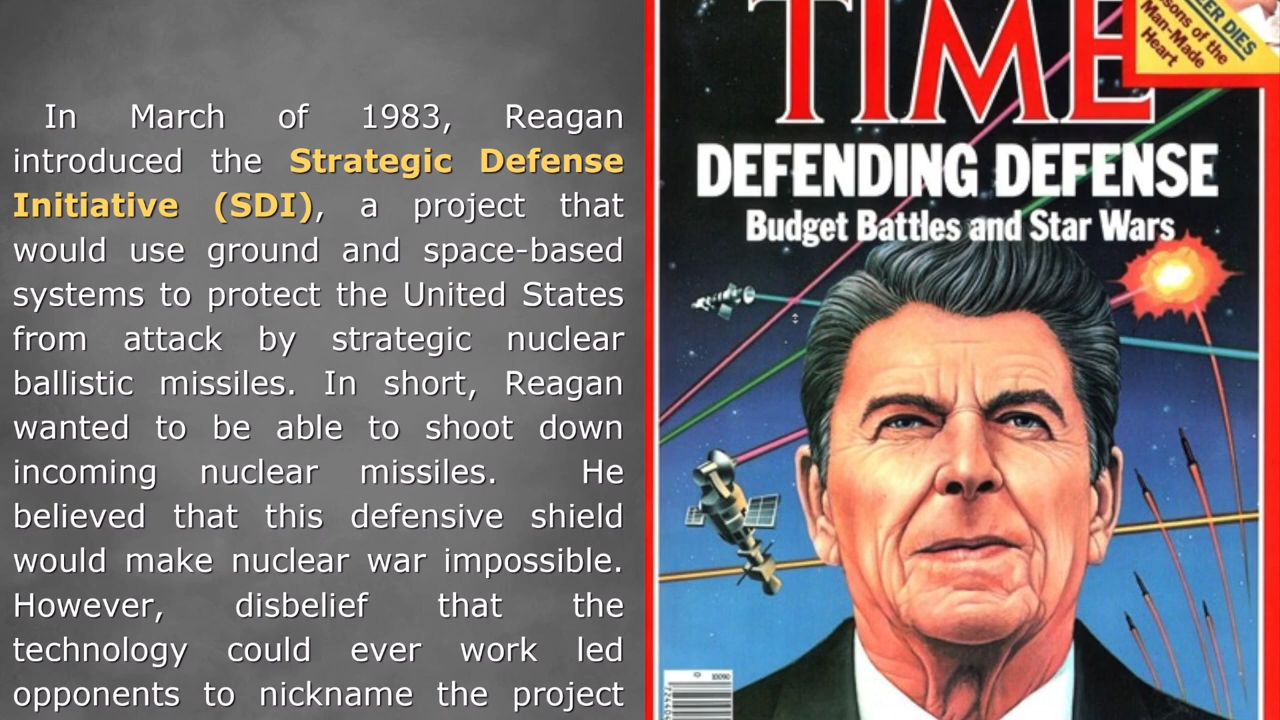 In March of 1983, Reagan
introduced the Strategic Defense
Initiative (SDI), a project that
would use ground and space-based
systems to protect the United States
from attack by strategic nuclear
ballistic missiles. In short, Reagan
wanted to be able to shoot down
incoming nuclear missiles. He
believed that this defensive shield
would make nuclear war impossible.
However, disbelief that the
technology could ever work led
opponents to nickname the project
TIME
DIES
of the
Man-Made
Heart
DEFENDING DEFENSE
Budget Battles and Star Wars